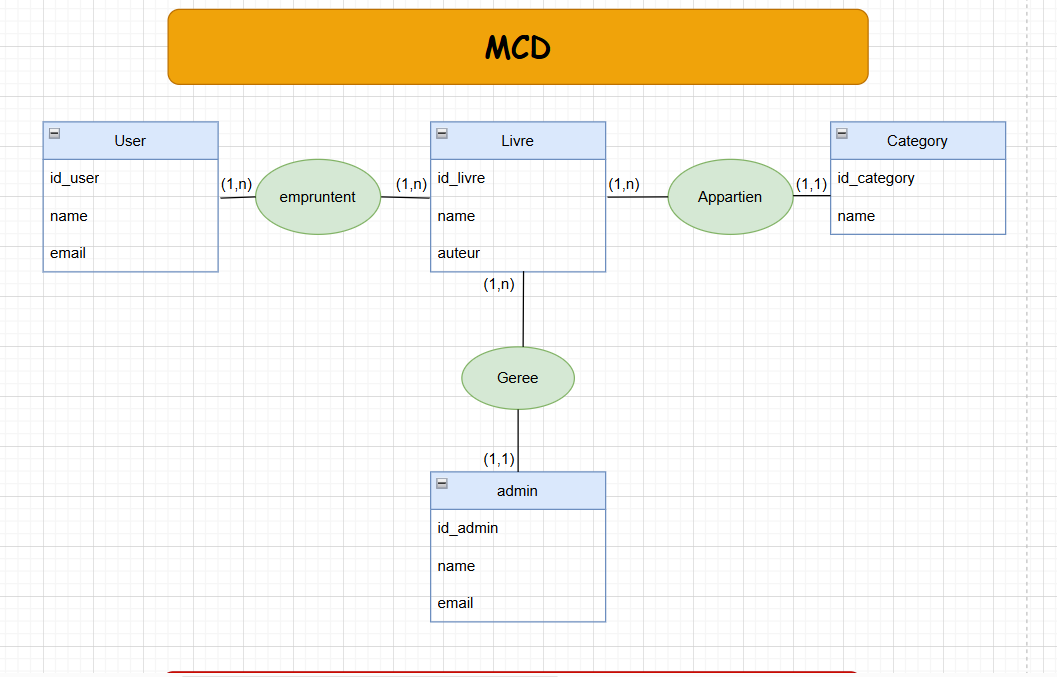 MCD
User
id_user
name
email
(1,n)
empruntent
(1,n)
Livre
id_livre
name
auteur
(1,n)
Appartien
(1,1)
Category
id_category
name
(1,n)
Geree
(1,1)
admin
id_admin
name
email